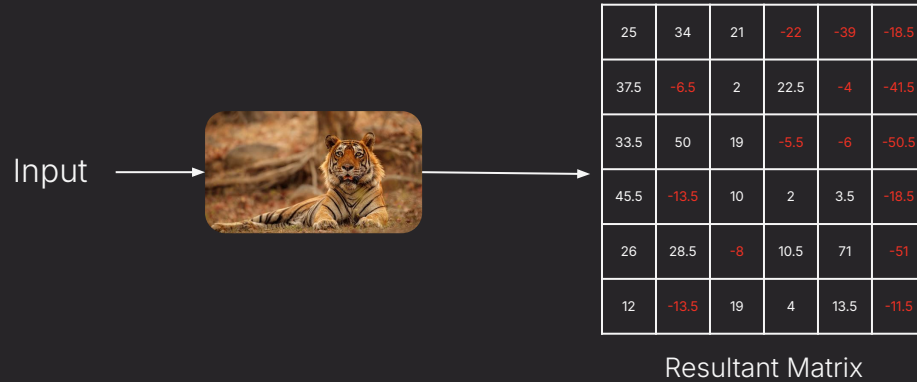 25 34 21 -22 -39 -18.5
37.5 -6.5 2 22.5 -4 -41.5
33.5 50 19 -5.5 -6 -50.5
Input
45.5 -13.5 10 2 3.5 -18.5
26 28.5 -8 10.5 71 -51
12 -13.5 19 4 13.5 -11.5
Resultant Matrix